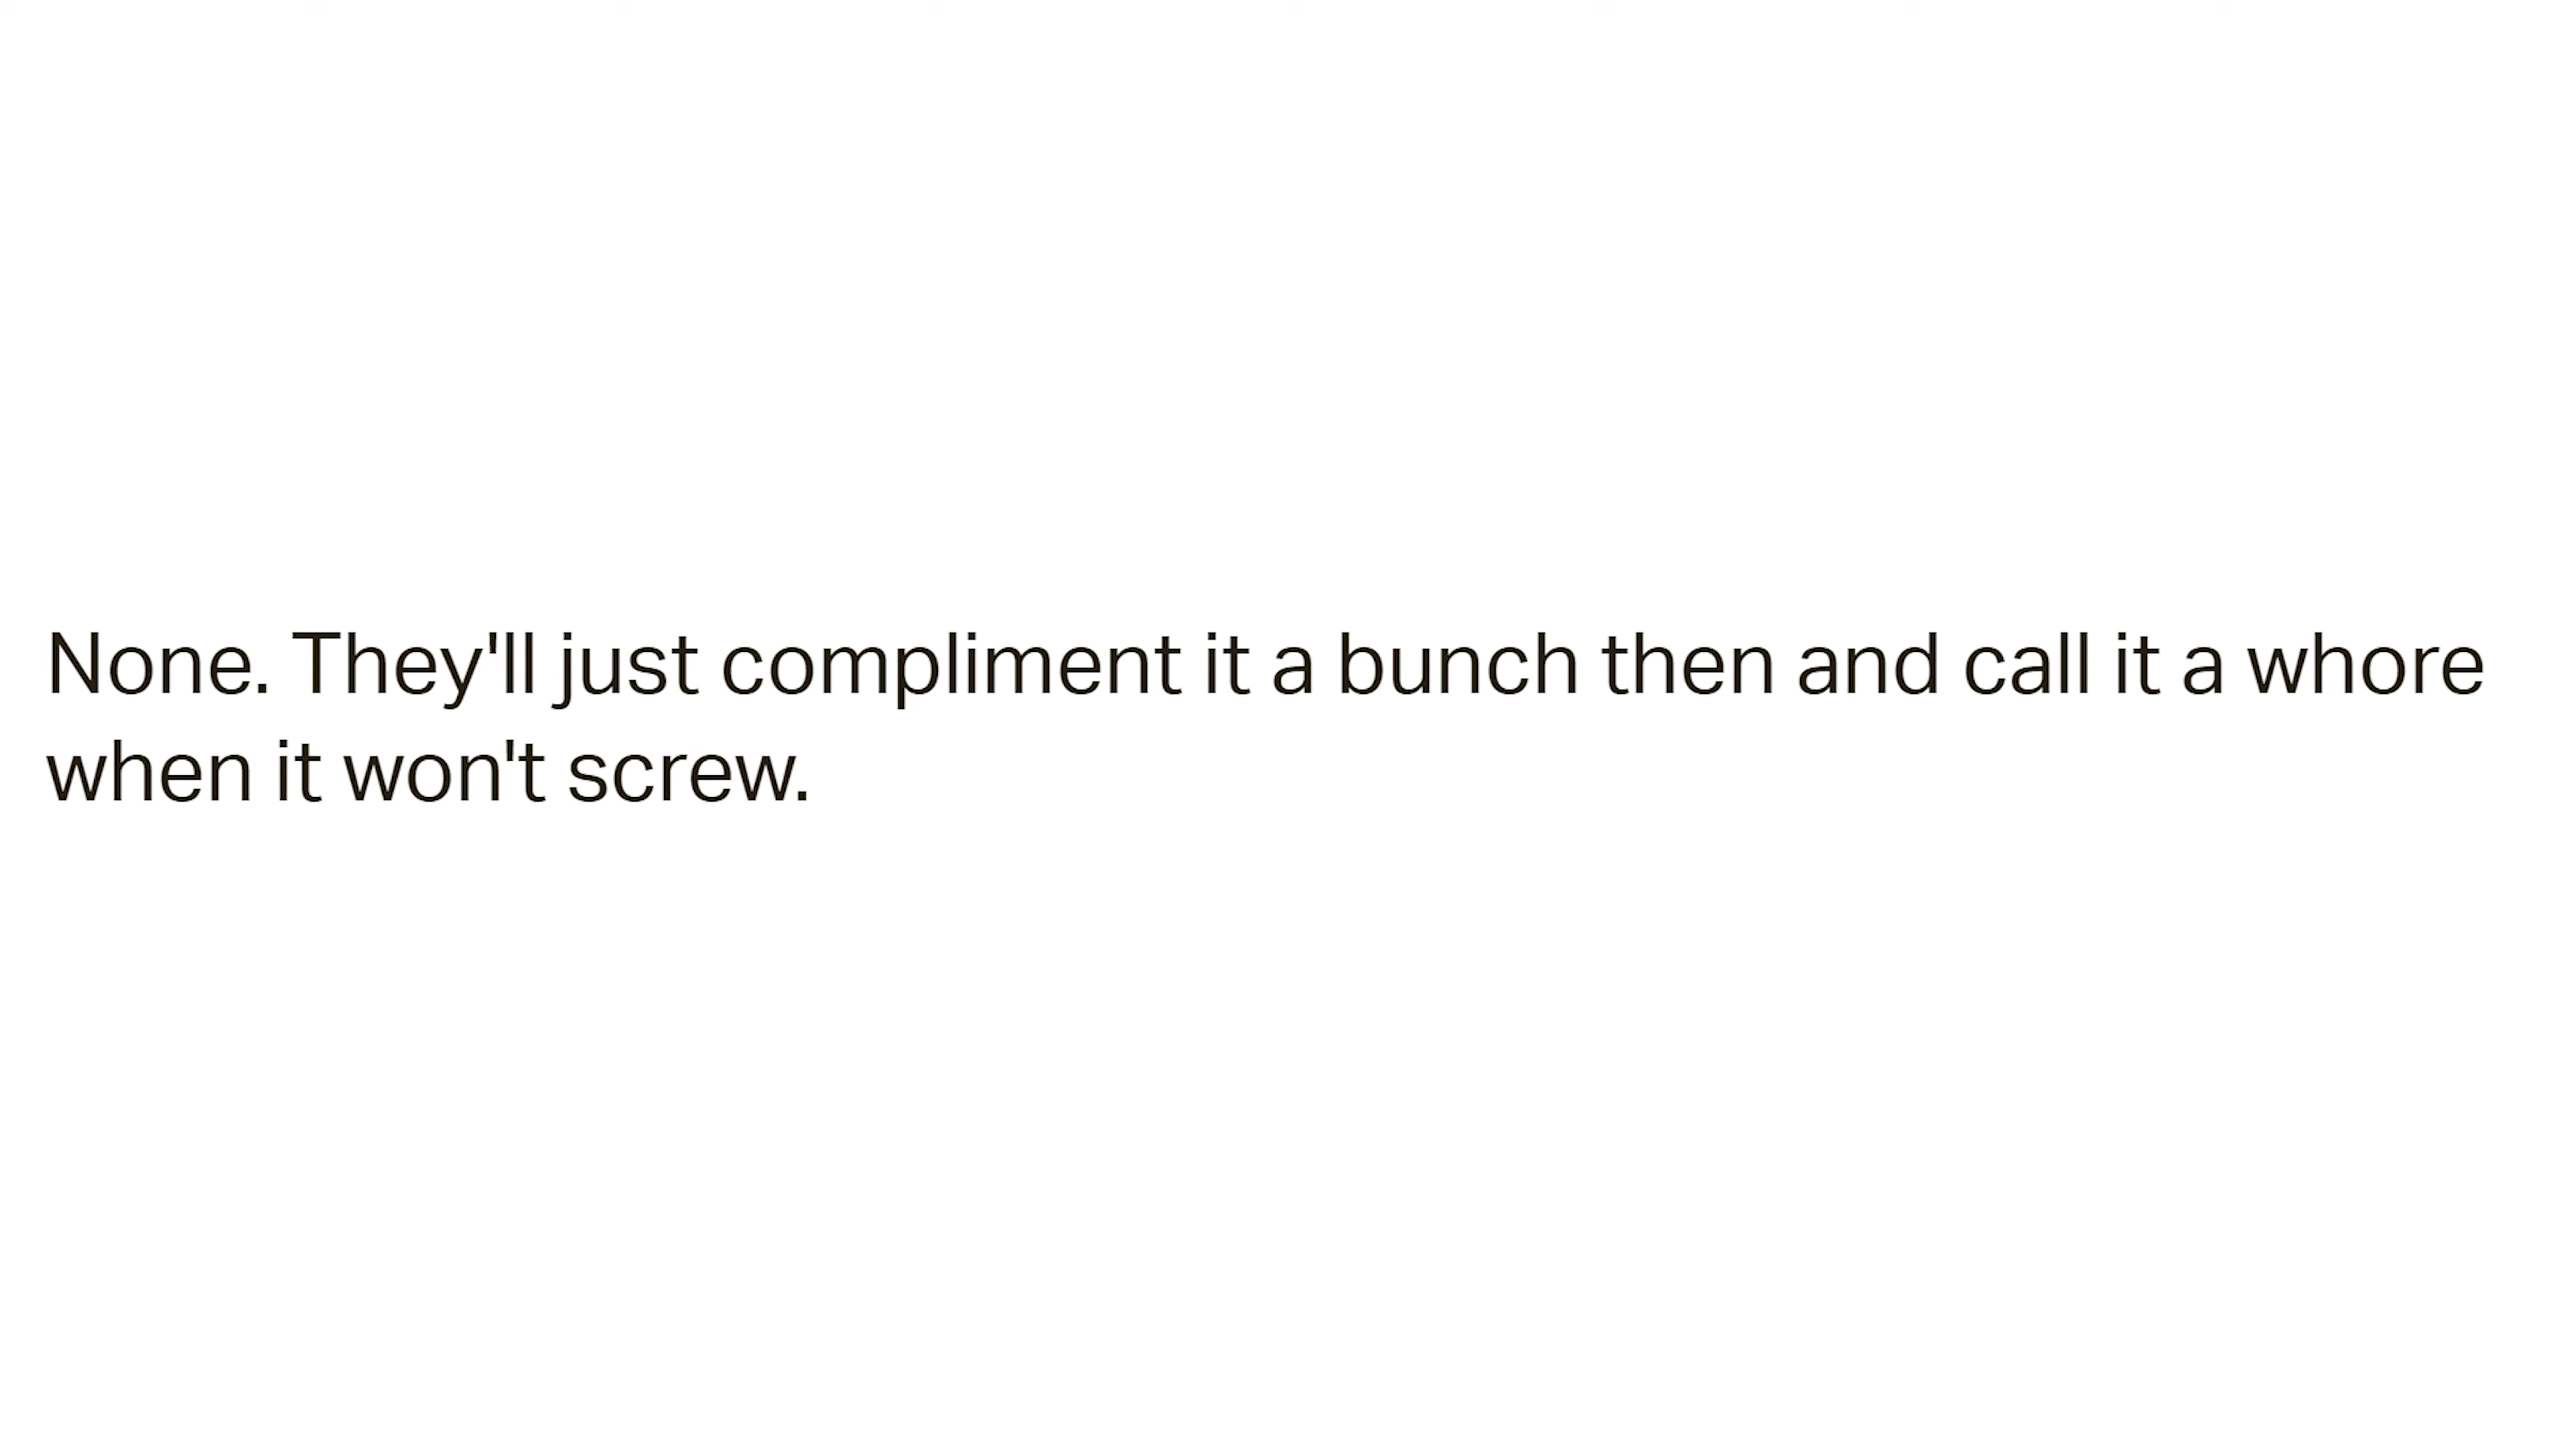 None. They'll just compliment it a bunch then and call it a whore
when it won't screw.